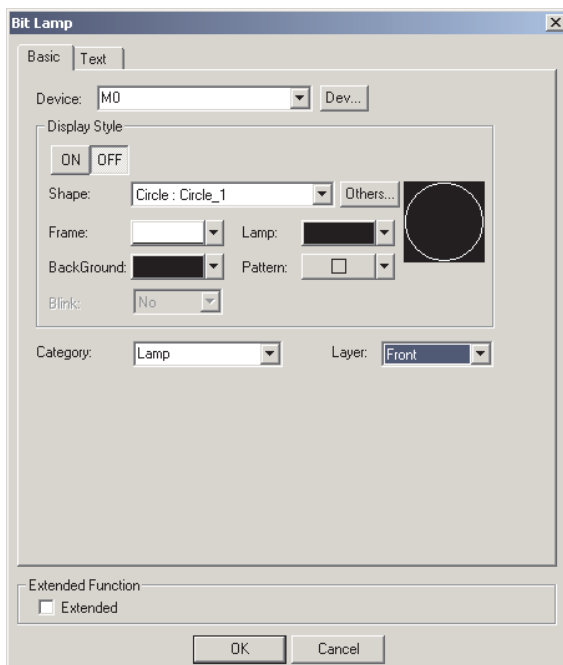 Bit Lamp
Basic Text
Device: M0 Dev...
Display Style
ON OFF
Shape: Circle : Circle_1 Others...
Frame: Lamp:
BackGround: Pattern:
Blink: No
Category: Lamp Layer: Front
Extended Function
Extended
OK Cancel